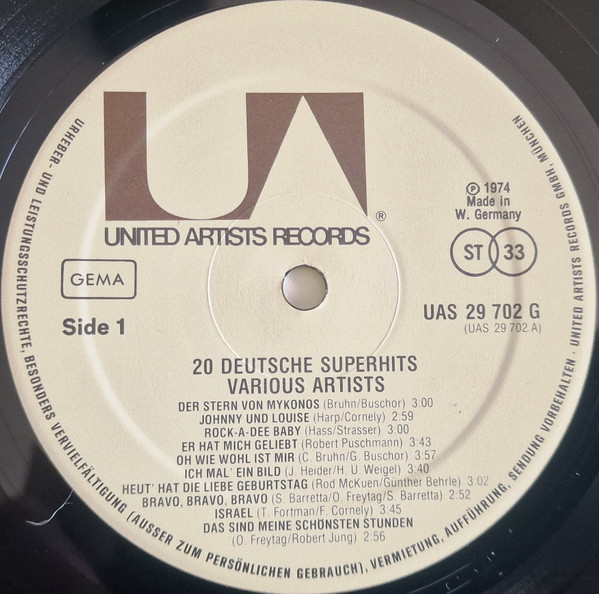 UA
®
UNITED ARTISTS RECORDS
℗ 1974
Made in
W. Germany
GEMA
ST 33
Side 1
UAS 29 702 G
(UAS 29 702 A)
20 DEUTSCHE SUPERHITS
VARIOUS ARTISTS
DER STERN VON MYKONOS (Bruhn/Buschor) 3:00
JOHNNY UND LOUISE (Harp/Cornely) 2:59
ROCK-A-DEE BABY (Hass/Strasser) 3:00
ER HAT MICH GELIEBT (Robert Puschmann) 3:43
OH WIE WOHL IST MIR (C. Bruhn/G. Buschor) 3:57
ICH MAL' EIN BILD (J. Heider/H. U. Weigel) 3:40
HEUT' HAT DIE LIEBE GEBURTSTAG (Rod McKuen/Günther Behrle) 3:02
BRAVO, BRAVO, BRAVO (S. Barretta/O. Freytag/S. Barretta) 2:52
ISRAEL (T. Fortman/F. Cornely) 3:45
DAS SIND MEINE SCHÖNSTEN STUNDEN
(O. Freytag/Robert Jung) 2:56
URHEBER- UND LEISTUNGSSCHUTZRECHTE, BESONDERS VERVIELFÄLTIGUNG (AUSSER ZUM PERSÖNLICHEN GEBRAUCH), VERMIETUNG, AUFFÜHRUNG, SENDUNG VORBEHALTEN · UNITED ARTISTS RECORDS GMBH, MÜNCHEN